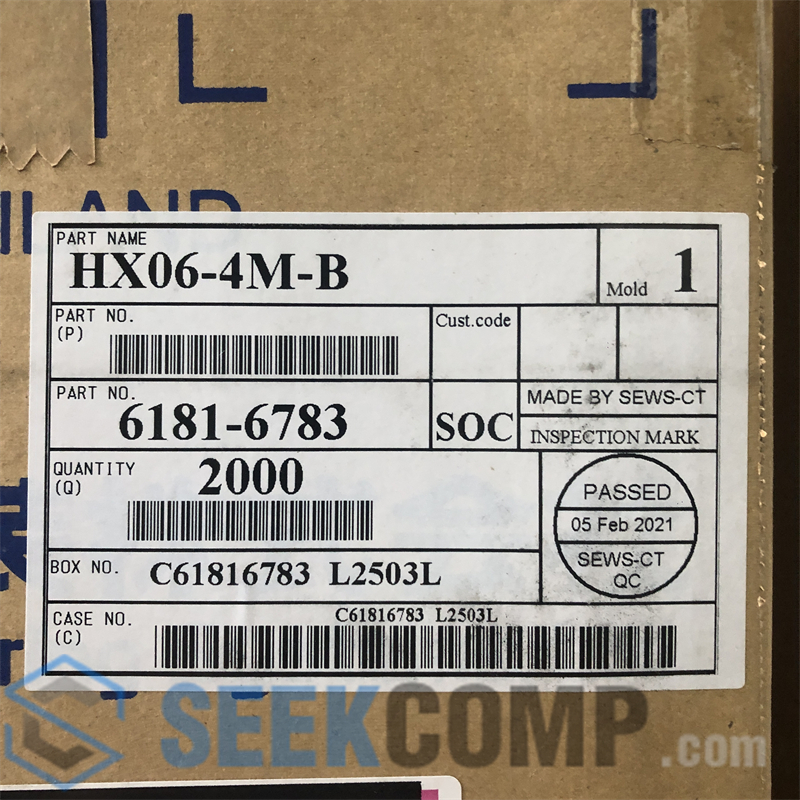 PART NAME
HX06-4M-B
Mold 1
PART NO.
(P)
Cust.code
PART NO.
6181-6783
SOC
MADE BY SEWS-CT
INSPECTION MARK
QUANTITY
(Q)
2000
PASSED
05 Feb 2021
SEWS-CT
QC
BOX NO.
C61816783 L2503L
CASE NO.
(C)
C61816783 L2503L
SEEKCOMP.com